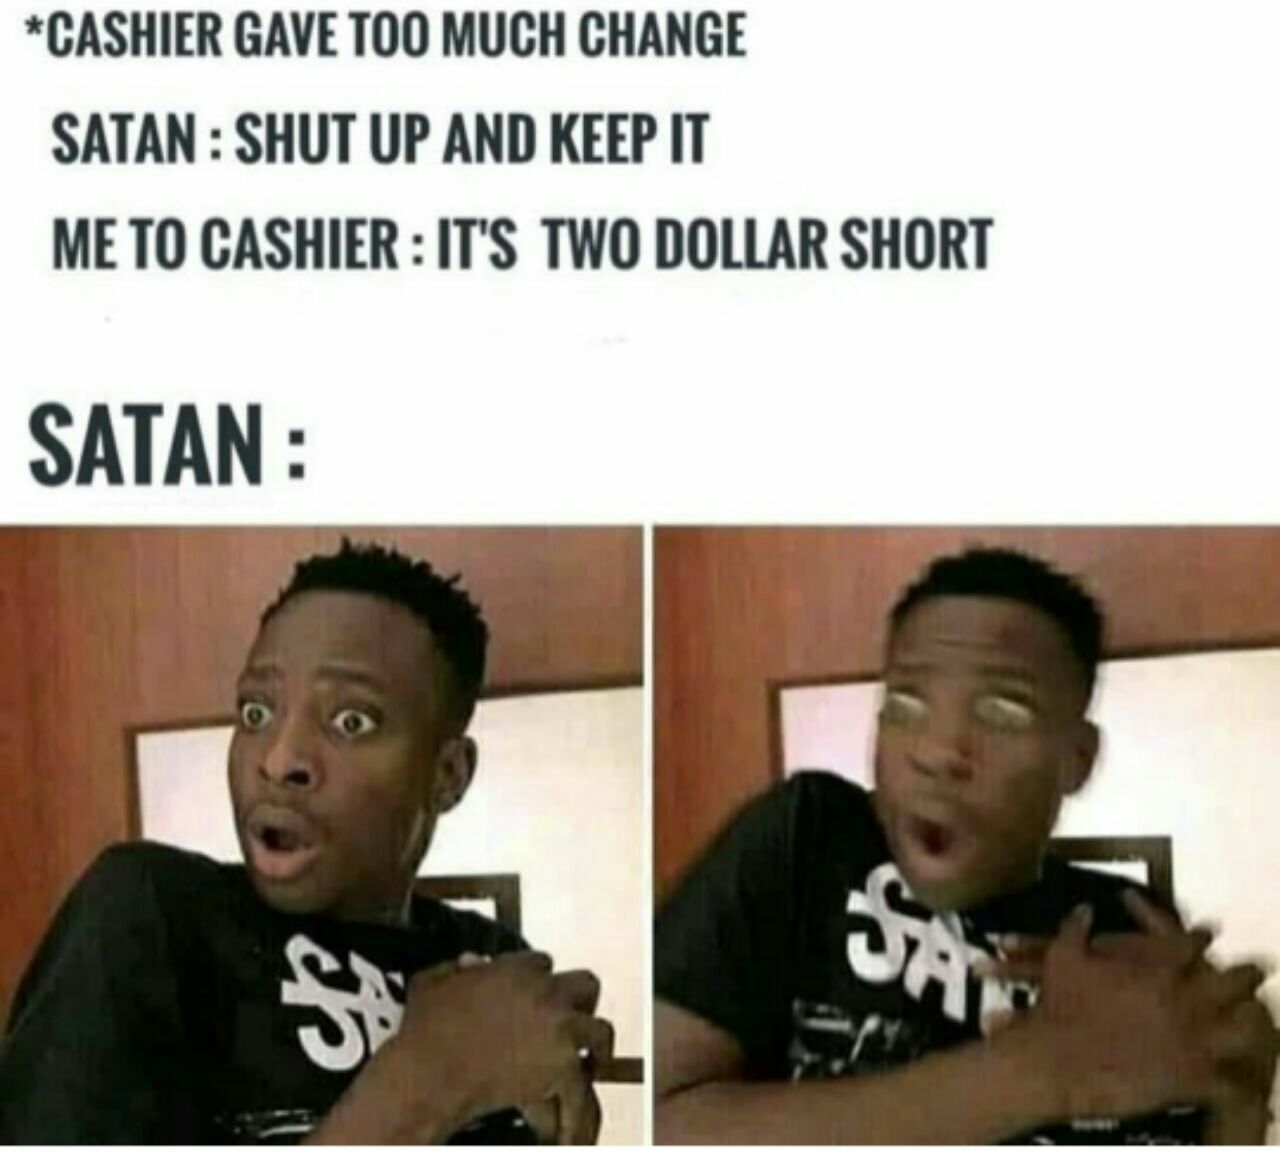 *CASHIER GAVE TOO MUCH CHANGE
SATAN : SHUT UP AND KEEP IT
ME TO CASHIER : IT'S TWO DOLLAR SHORT
SATAN :